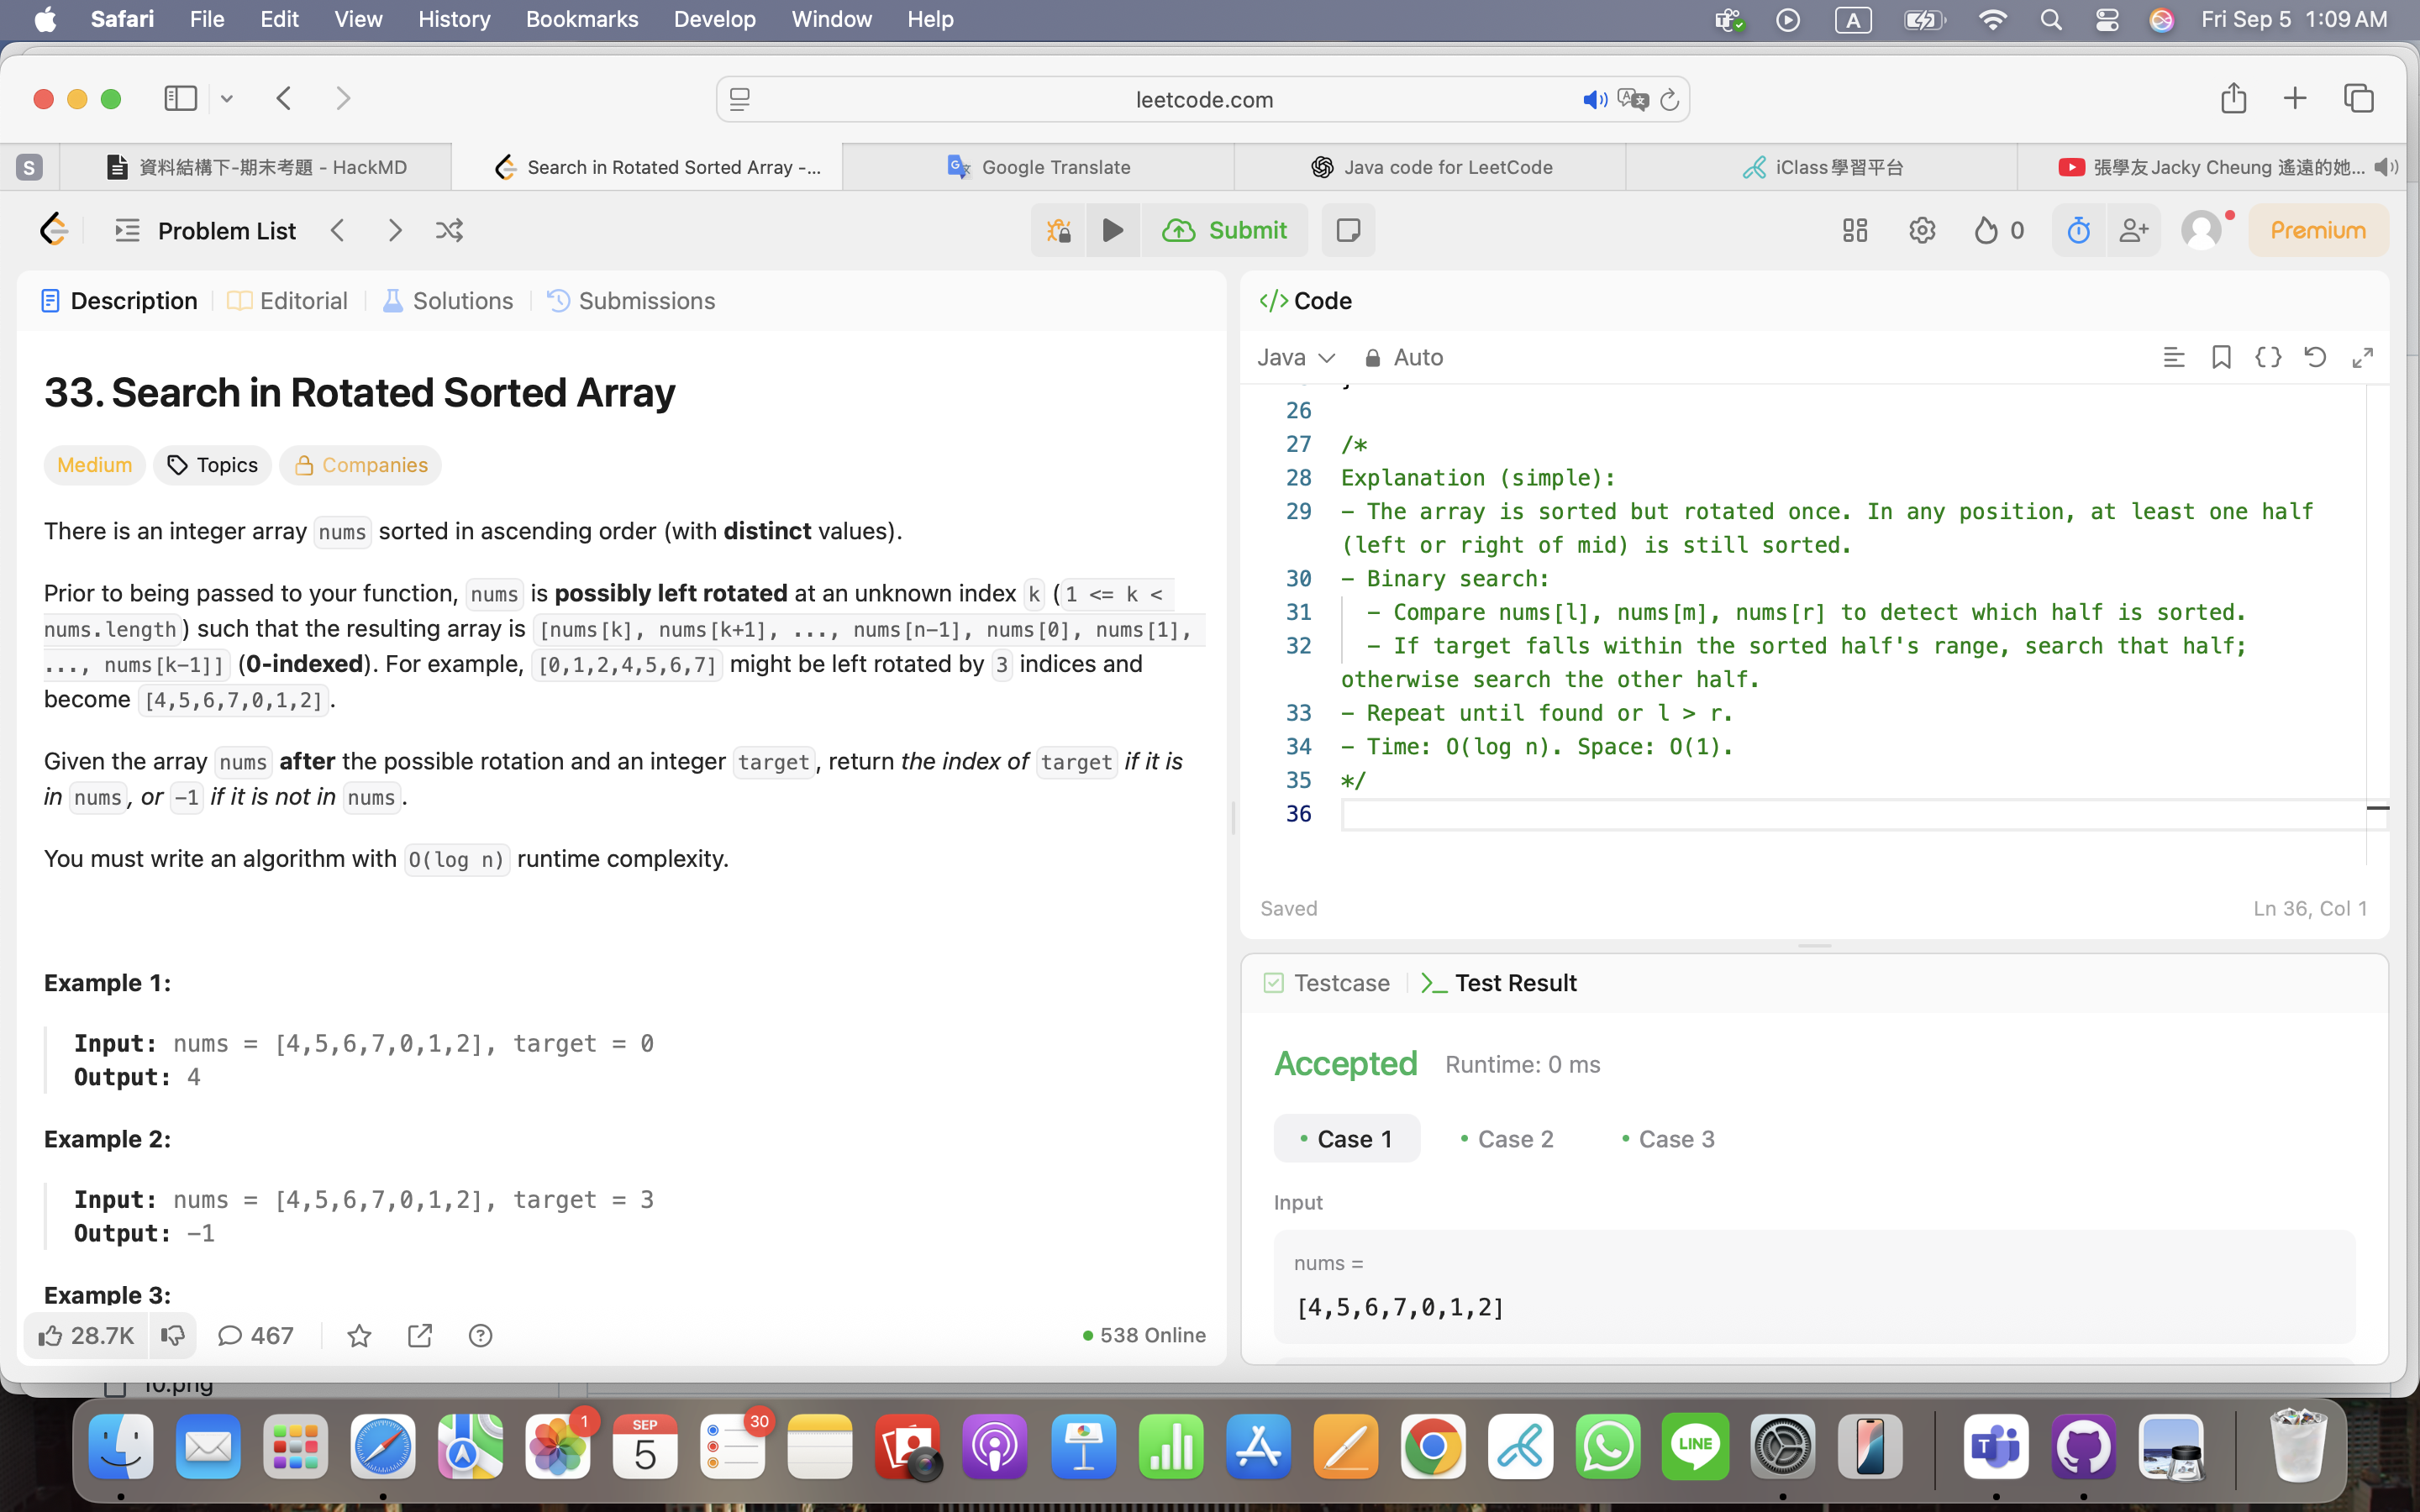 Safari File Edit View History Bookmarks Develop Window Help A Fri Sep 5 1:09 AM
leetcode.com
S 資料結構下-期末考題 - HackMD Search in Rotated Sorted Array -... Google Translate Java code for LeetCode iClass學習平台 張學友Jacky Cheung 遙遠的她...
Problem List Submit 0 Premium
Description Editorial Solutions Submissions
33. Search in Rotated Sorted Array
Medium Topics Companies
There is an integer array nums sorted in ascending order (with distinct values).
Prior to being passed to your function, nums is possibly left rotated at an unknown index k (1 <= k <
nums.length) such that the resulting array is [nums[k], nums[k+1], ..., nums[n-1], nums[0], nums[1],
..., nums[k-1]] (0-indexed). For example, [0,1,2,4,5,6,7] might be left rotated by 3 indices and
become [4,5,6,7,0,1,2].
Given the array nums after the possible rotation and an integer target, return the index of target if it is
in nums, or -1 if it is not in nums.
You must write an algorithm with O(log n) runtime complexity.
Example 1:
Input: nums = [4,5,6,7,0,1,2], target = 0
Output: 4
Example 2:
Input: nums = [4,5,6,7,0,1,2], target = 3
Output: -1
Example 3:
28.7K 467 538 Online
Code
Java Auto
26
27 /*
28 Explanation (simple):
29 - The array is sorted but rotated once. In any position, at least one half
(left or right of mid) is still sorted.
30 - Binary search:
31 - Compare nums[l], nums[m], nums[r] to detect which half is sorted.
32 - If target falls within the sorted half's range, search that half;
otherwise search the other half.
33 - Repeat until found or l > r.
34 - Time: O(log n). Space: O(1).
35 */
36
Saved Ln 36, Col 1
Testcase Test Result
Accepted Runtime: 0 ms
Case 1 Case 2 Case 3
Input
nums =
[4,5,6,7,0,1,2]
10.png
1 SEP 5 30 LINE T